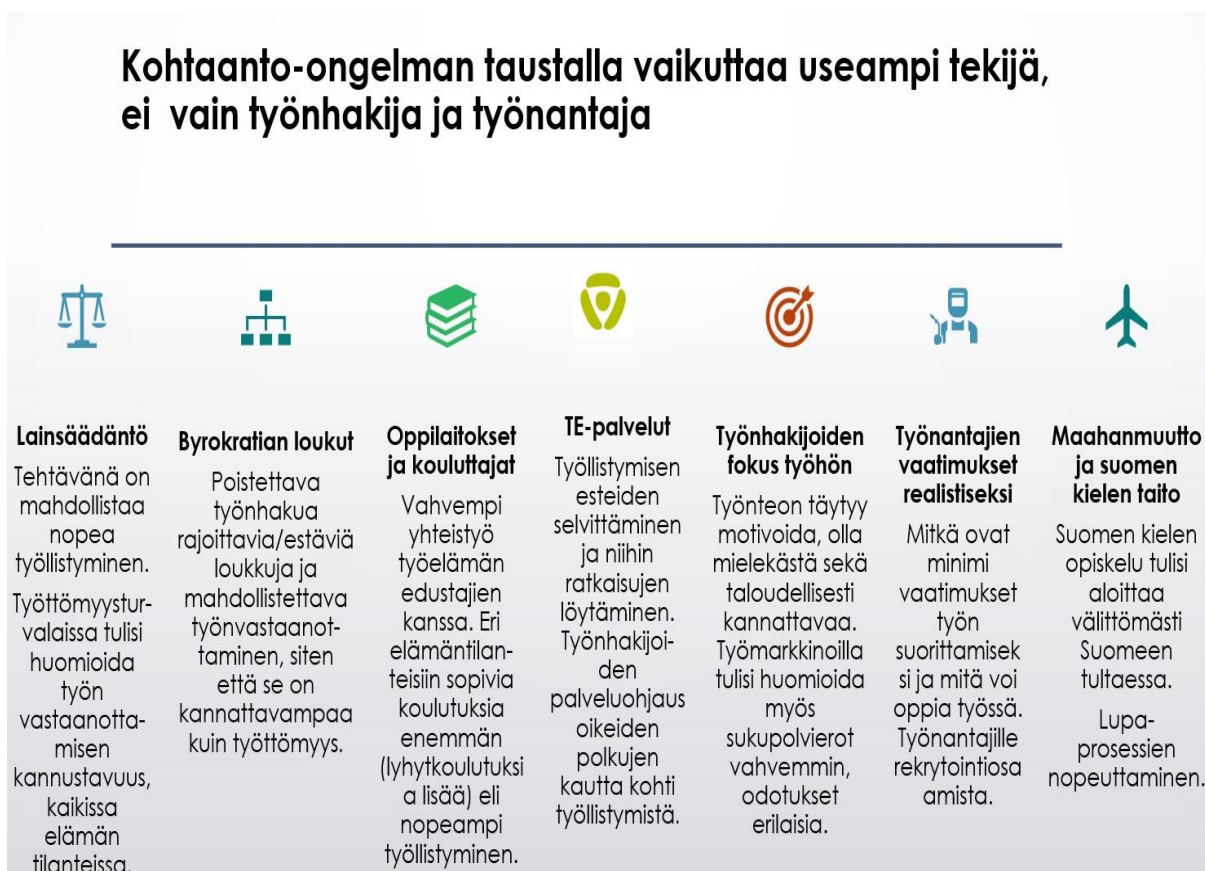 Kohtaanto-ongelman taustalla vaikuttaa useampi tekijä,
ei vain työnhakija ja työnantaja
Lainsäädäntö
Tehtävänä on
mahdollistaa
nopea
työllistyminen.
Työttömyystur-
valaissa tulisi
huomioida
työn
vastaanotta-
misen
kannustavuus,
kaikissa
elämän
tilanteissa.
Byrokratian loukut
Poistettava
työnhakua
rajoittavia/estäviä
loukkuja ja
mahdollistettava
työnvastaanot-
taminen, siten
että se on
kannattavampaa
kuin työttömyys.
Oppilaitokset
ja kouluttajat
Vahvempi
yhteistyö
työelämän
edustajien
kanssa. Eri
elämäntilan-
teisiin sopivia
koulutuksia
enemmän
(lyhytkoulutuksi
a lisää) eli
nopeampi
työllistyminen.
TE-palvelut
Työllistymisen
esteiden
selvittäminen
ja niihin
ratkaisujen
löytäminen.
Työnhakijoi-
den
palveluohjaus
oikeiden
polkujen
kautta kohti
työllistymistä.
Työnhakijoiden
fokus työhön
Työnteon täytyy
motivoida, olla
mielekästä sekä
taloudellisesti
kannattavaa.
Työmarkkinoilla
tulisi huomioida
myös
sukupolvierot
vahvemmin,
odotukset
erilaisia.
Työnantajien
vaatimukset
realistiseksi
Mitkä ovat
minimi
vaatimukset
työn
suorittamisek
si ja mitä voi
oppia työssä.
Työnantajille
rekrytointiosa
amista.
Maahanmuutto
ja suomen
kielen taito
Suomen kielen
opiskelu tulisi
aloittaa
välittömästi
Suomeen
tultaessa.
Lupa-
prosessien
nopeuttaminen.